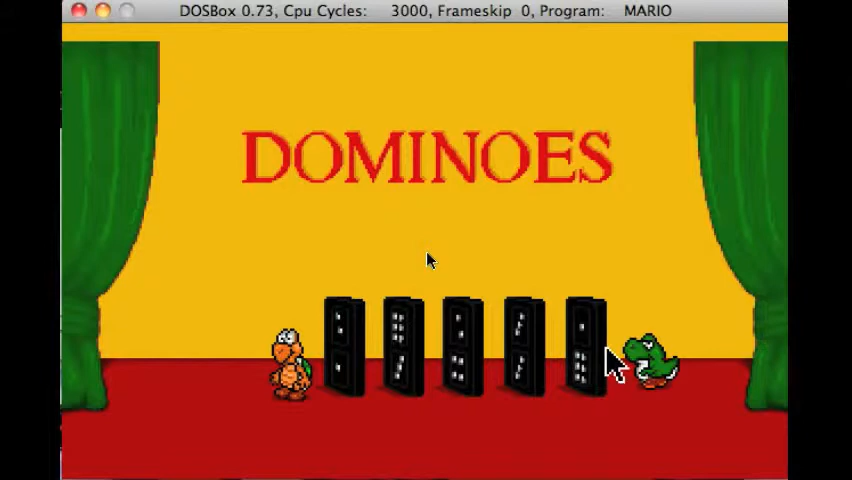 DOSBox 0.73, Cpu Cycles: 3000, Frameskip 0, Program: MARIO
DOMINOES